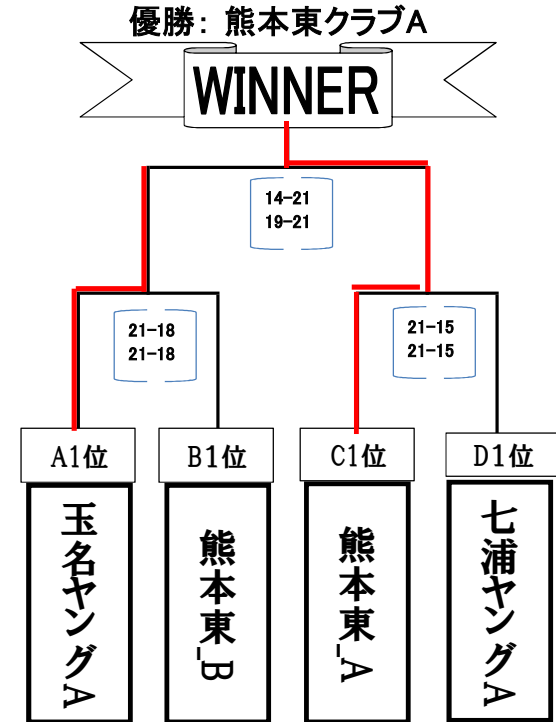 優勝: 熊本東クラブA
WINNER
14-21
19-21
21-18
21-18
21-15
21-15
A1位
B1位
C1位
D1位
玉名ヤングA
熊本東_B
熊本東_A
七浦ヤングA